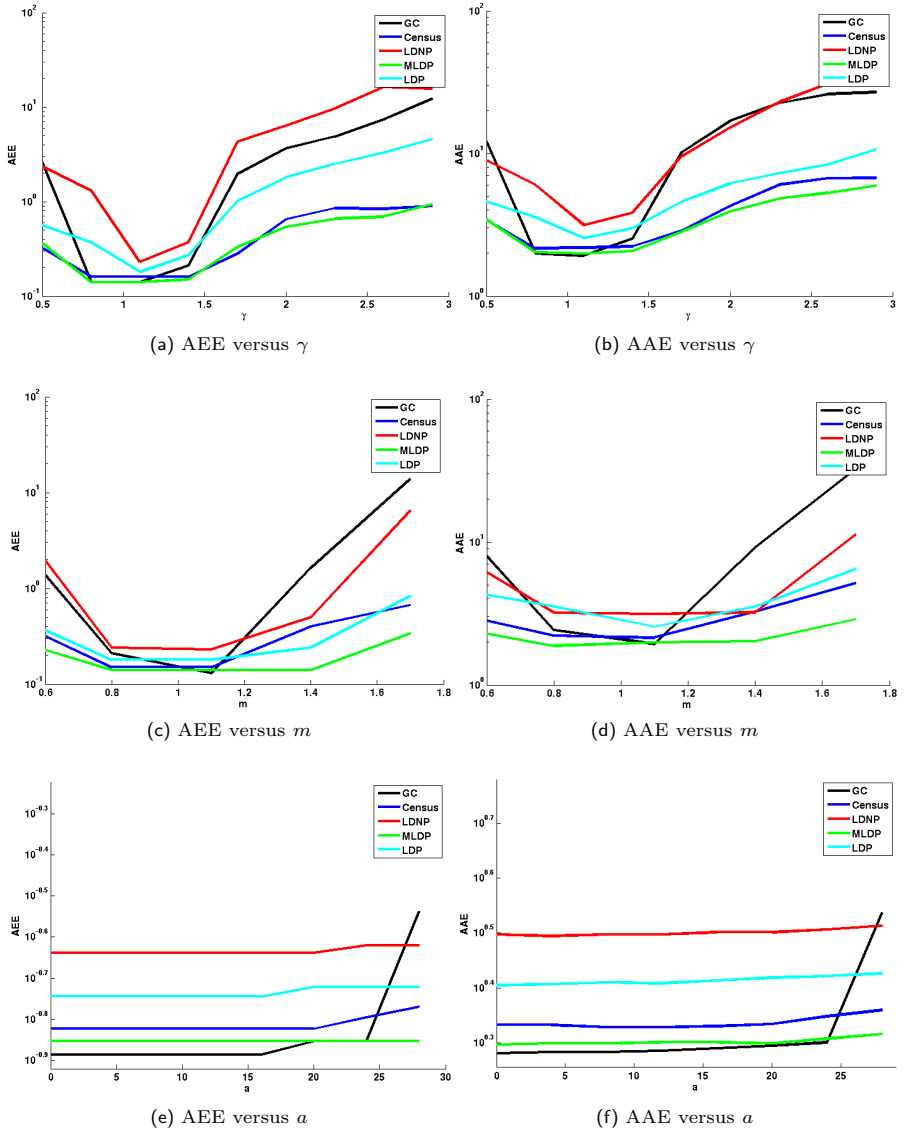 10^2
10^1
10^0
10^-1
AEE
0.5 1 1.5 2 2.5 3
γ
GC
Census
LDNP
MLDP
LDP
(a) AEE versus γ
10^2
10^1
10^0
AAE
0.5 1 1.5 2 2.5 3
γ
GC
Census
LDNP
MLDP
LDP
(b) AAE versus γ
10^2
10^1
10^0
10^-1
AEE
0.6 0.8 1 1.2 1.4 1.6 1.8
m
GC
Census
LDNP
MLDP
LDP
(c) AEE versus m
10^2
10^1
10^0
AAE
0.6 0.8 1 1.2 1.4 1.6 1.8
m
GC
Census
LDNP
MLDP
LDP
(d) AAE versus m
10^-0.3
10^-0.4
10^-0.5
10^-0.6
10^-0.7
10^-0.8
10^-0.9
AEE
0 5 10 15 20 25 30
a
GC
Census
LDNP
MLDP
LDP
(e) AEE versus a
10^0.7
10^0.6
10^0.5
10^0.4
10^0.3
AAE
0 5 10 15 20 25
a
GC
Census
LDNP
MLDP
LDP
(f) AAE versus a